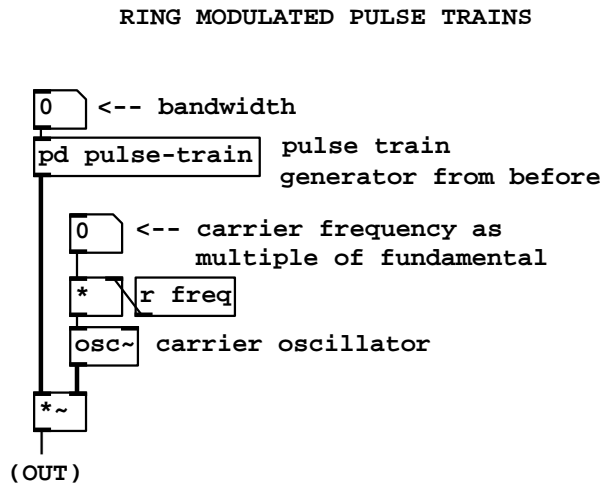 RING MODULATED PULSE TRAINS
0 <-- bandwidth
pd pulse-train pulse train
generator from before
0 <-- carrier frequency as
multiple of fundamental
* r freq
osc~ carrier oscillator
*~
(OUT)